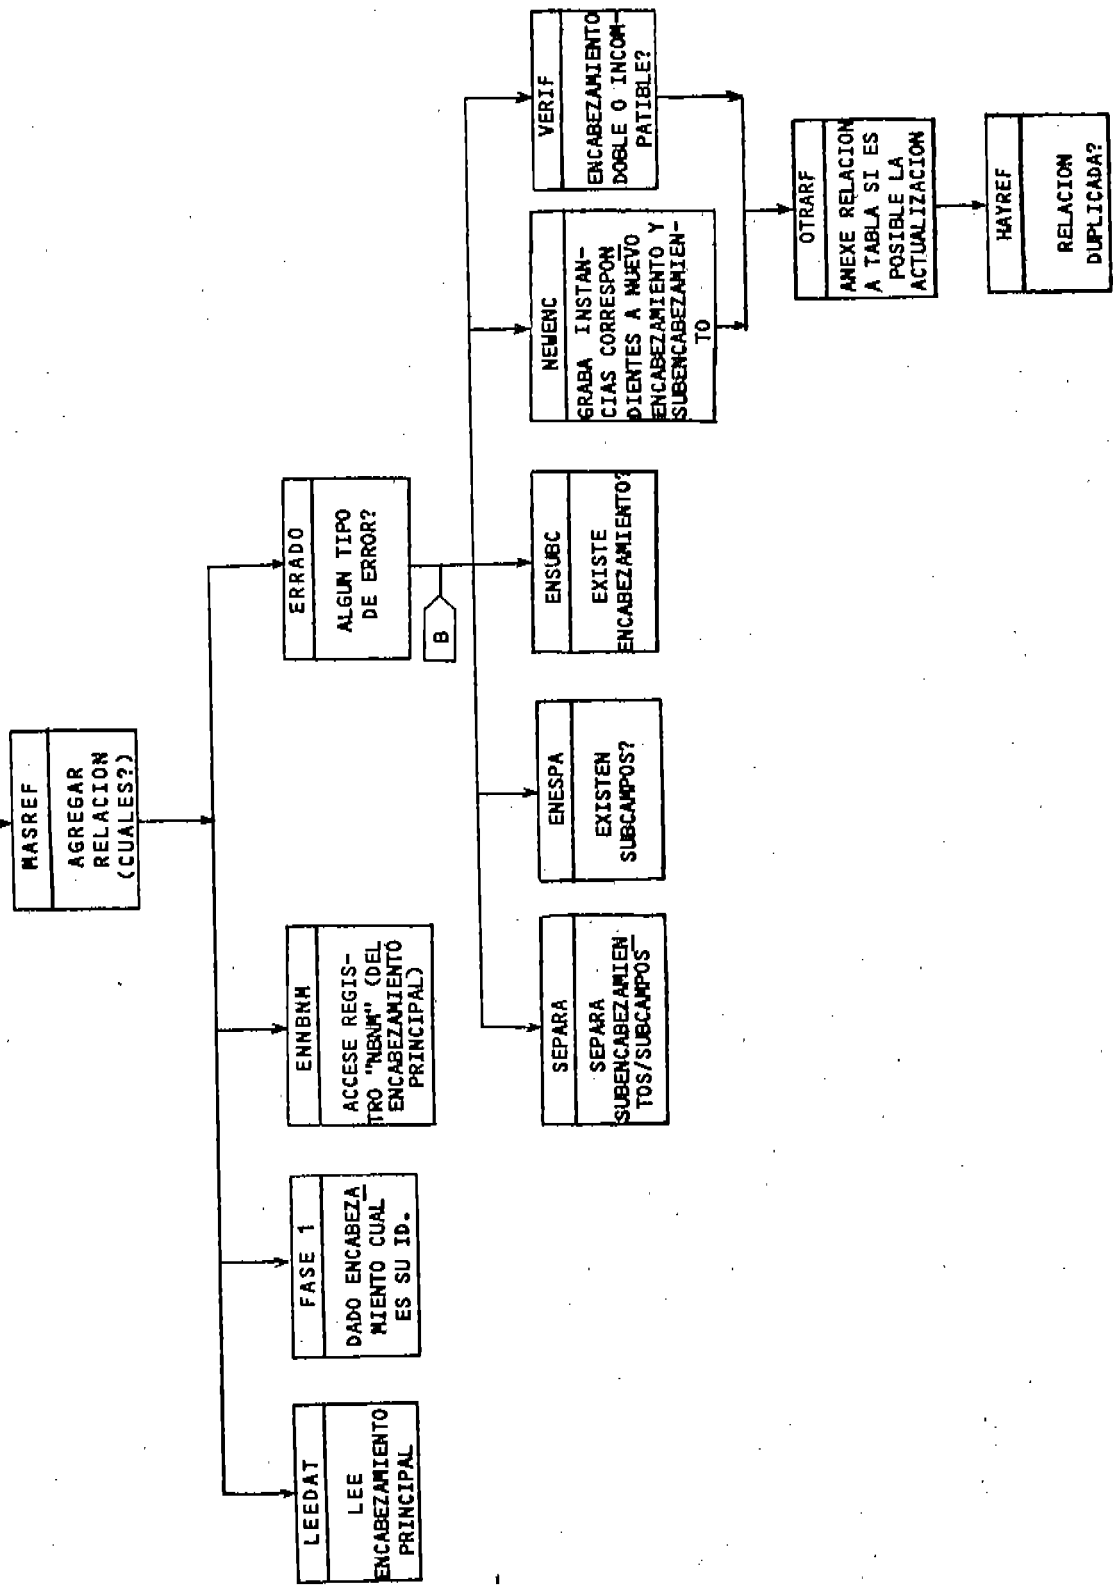 MASREF
AGREGAR
RELACION
(CUALES?)
LEEDAT
LEE
ENCABEZAMIENTO
PRINCIPAL
FASE 1
DADO ENCABEZA
MIENTO CUAL
ES SU ID.
ENNBNM
ACCESE REGIS-
TRO "NBNM" (DEL
ENCABEZAMIENTO
PRINCIPAL)
ERRADO
ALGUN TIPO
DE ERROR?
B
SEPARA
SEPARA
SUBENCABEZAMIEN
TOS/SUBCAMPOS
ENESPA
EXISTEN
SUBCAMPOS?
ENSUBC
EXISTE
ENCABEZAMIENTO?
NEWENC
GRABA INSTAN-
CIAS CORRESPON
DIENTES A NUEVO
ENCABEZAMIENTO Y
SUBENCABEZAMIEN-
TO
VERIF
ENCABEZAMIENTO
DOBLE O INCOM-
PATIBLE?
OTRARF
ANEXE RELACION
A TABLA SI ES
POSIBLE LA
ACTUALIZACION
HAYREF
RELACION
DUPLICADA?